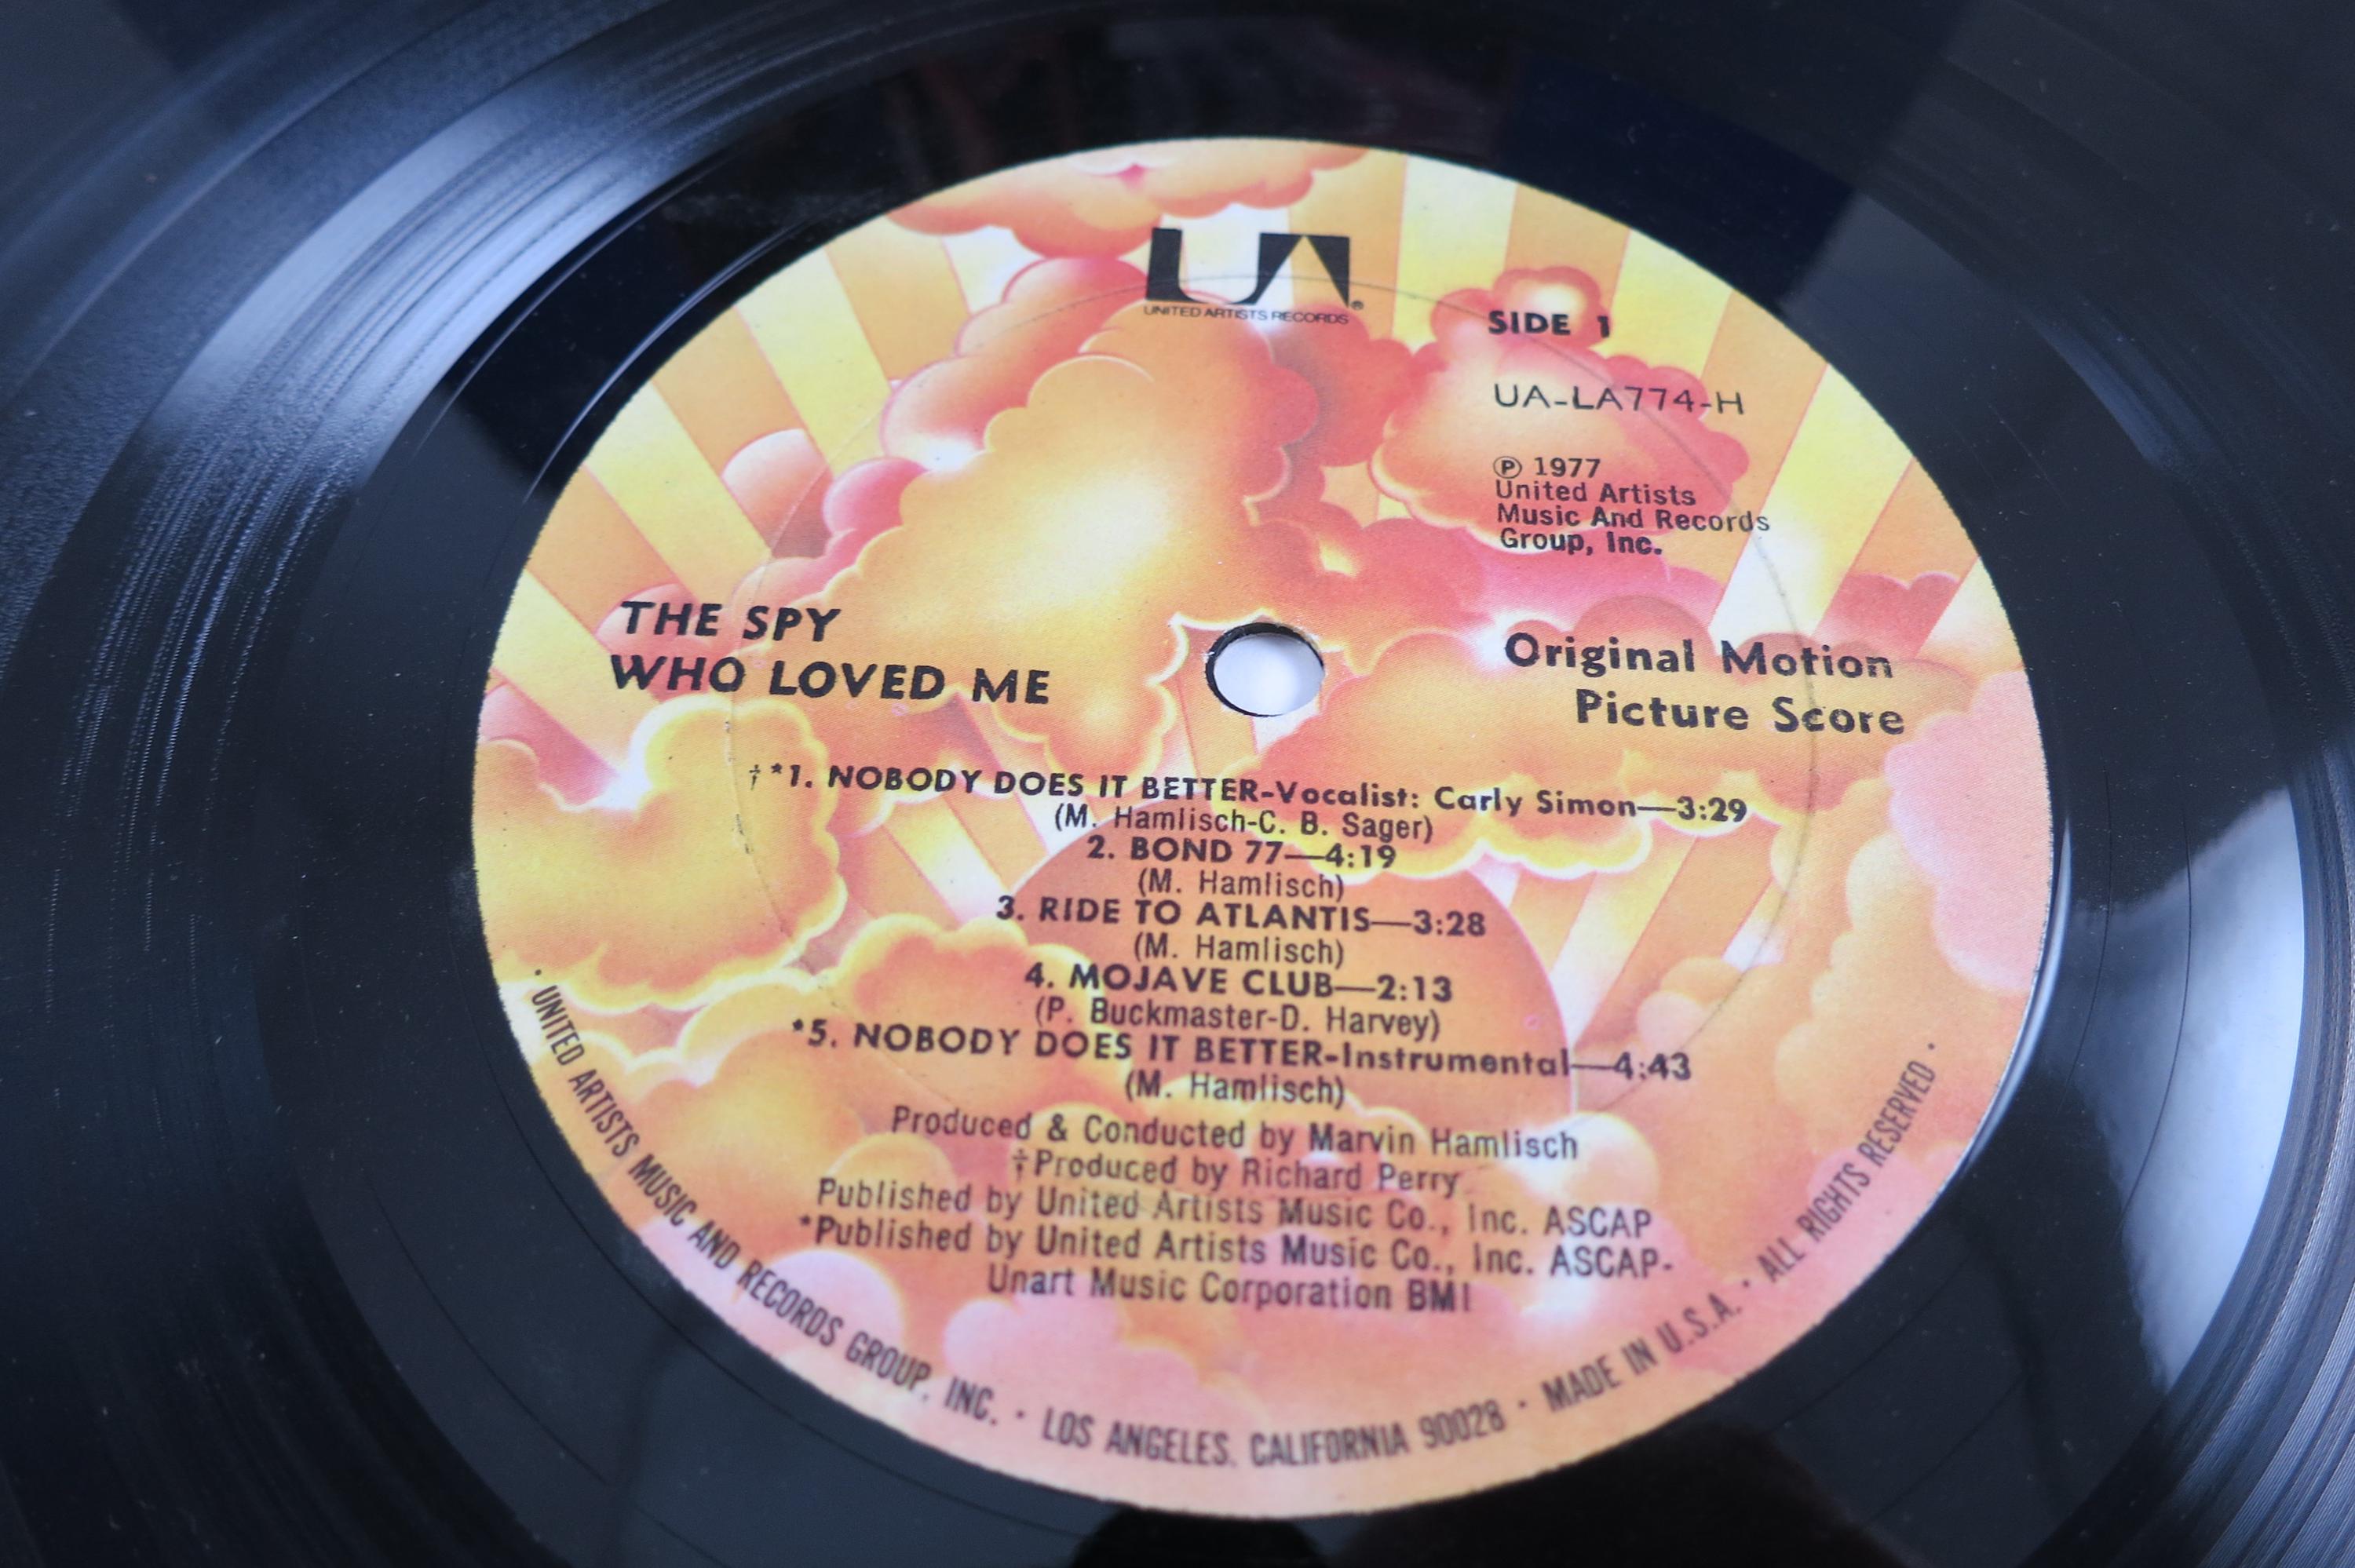 UA®
UNITED ARTISTS RECORDS
SIDE 1
UA-LA774-H
℗ 1977
United Artists
Music And Records
Group, Inc.
THE SPY
WHO LOVED ME
Original Motion
Picture Score
†*1. NOBODY DOES IT BETTER-Vocalist: Carly Simon—3:29
(M. Hamlisch-C. B. Sager)
2. BOND 77—4:19
(M. Hamlisch)
3. RIDE TO ATLANTIS—3:28
(M. Hamlisch)
4. MOJAVE CLUB—2:13
(P. Buckmaster-D. Harvey)
*5. NOBODY DOES IT BETTER-Instrumental—4:43
(M. Hamlisch)
Produced & Conducted by Marvin Hamlisch
†Produced by Richard Perry
Published by United Artists Music Co., Inc. ASCAP
*Published by United Artists Music Co., Inc. ASCAP-
Unart Music Corporation BMI
· UNITED ARTISTS MUSIC AND RECORDS GROUP, INC. · LOS ANGELES, CALIFORNIA 90028 · MADE IN U.S.A. · ALL RIGHTS RESERVED ·